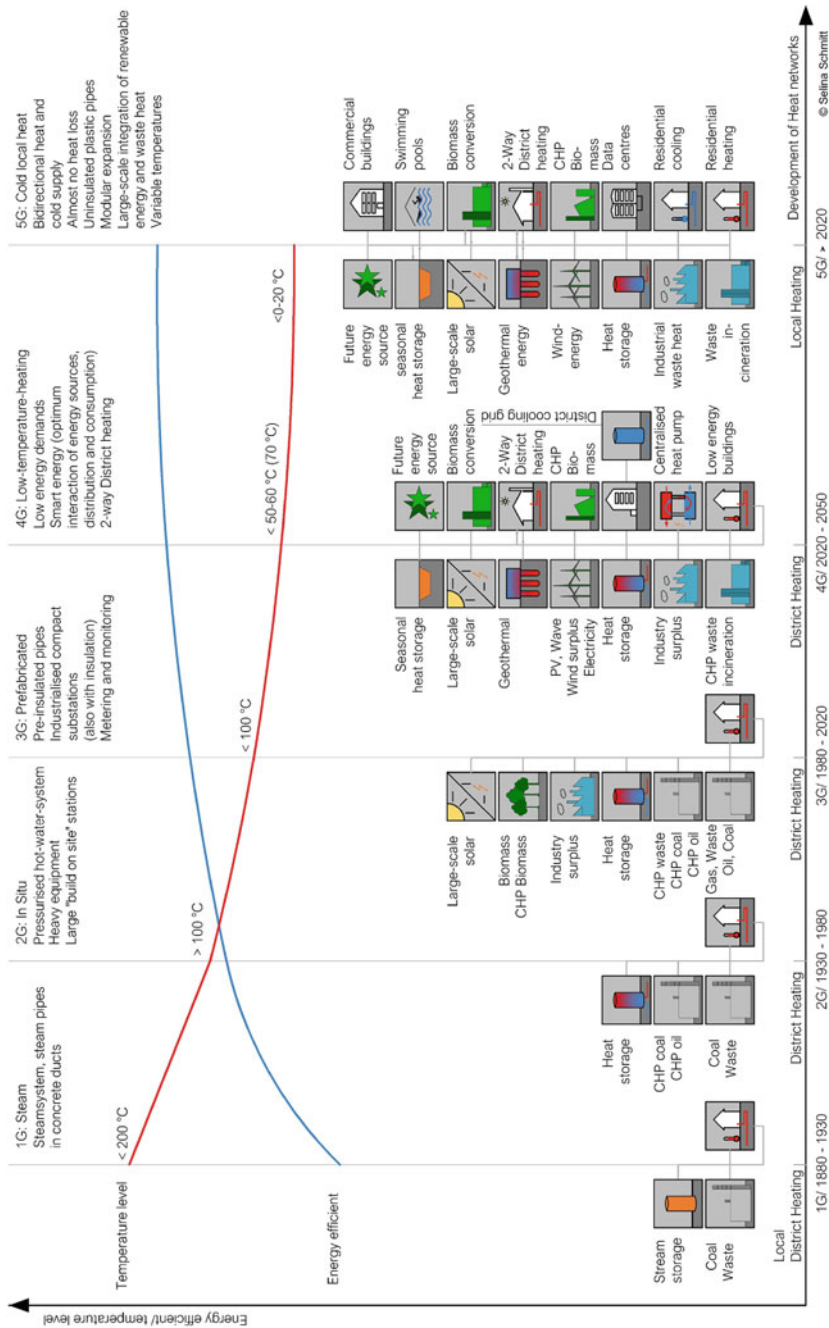 Energy efficient/ temperature
level
Temperature level
Energy efficient
1G: Steam
Steamsystem, steam pipes
in concrete ducts
2G: In Situ
Pressurised hot-water-system
Heavy equipment
Large "build on site" stations
3G: Prefabricated
Pre-insulated pipes
Industrialised compact
substations
(also with insulation)
Metering and monitoring
4G: Low-temperature-heating
Low energy demands
Smart energy (optimum
interaction of energy sources,
distribution and consumption)
2-way District heating
5G: Cold local heat
Bidirectional heat and
cold supply
Almost no heat loss
Uninsulated plastic pipes
Modular expansion
Large-scale integration of renewable
energy and waste heat
Variable temperatures
< 200 °C
> 100 °C
< 100 °C
< 50-60 °C (70 °C)
<0-20 °C
Stream
storage
Coal
Waste
Local
District Heating
1G/ 1880 - 1930
Heat
storage
CHP coal
CHP oil
Coal
Waste
District Heating
2G/ 1930 - 1980
Large-scale
solar
Biomass
CHP Biomass
Industry
surplus
Heat
storage
CHP waste
CHP coal
CHP oil
Gas, Waste
Oil, Coal
District Heating
3G/ 1980 - 2020
Seasonal
heat storage
Large-scale
solar
Geothermal
PV, Wave
Wind surplus
Electricity
Heat
storage
Industry
surplus
CHP waste
incineration
Future
energy
source
Biomass
conversion
2-Way
District
heating
CHP
Bio-
mass
District cooling grid
Centralised
heat pump
Low energy
buildings
District Heating
4G/ 2020 - 2050
Future
energy
source
seasonal
heat storage
Large-scale
solar
Geothermal
energy
Wind-
energy
Heat
storage
Industrial
waste heat
Waste
in-
cineration
Commercial
buildings
Swimming
pools
Biomass
conversion
2-Way
District
heating
CHP
Bio-
mass
Data
centres
Residential
cooling
Residential
heating
Local Heating
5G/ > 2020
Development of Heat networks
© Selina Schmitt